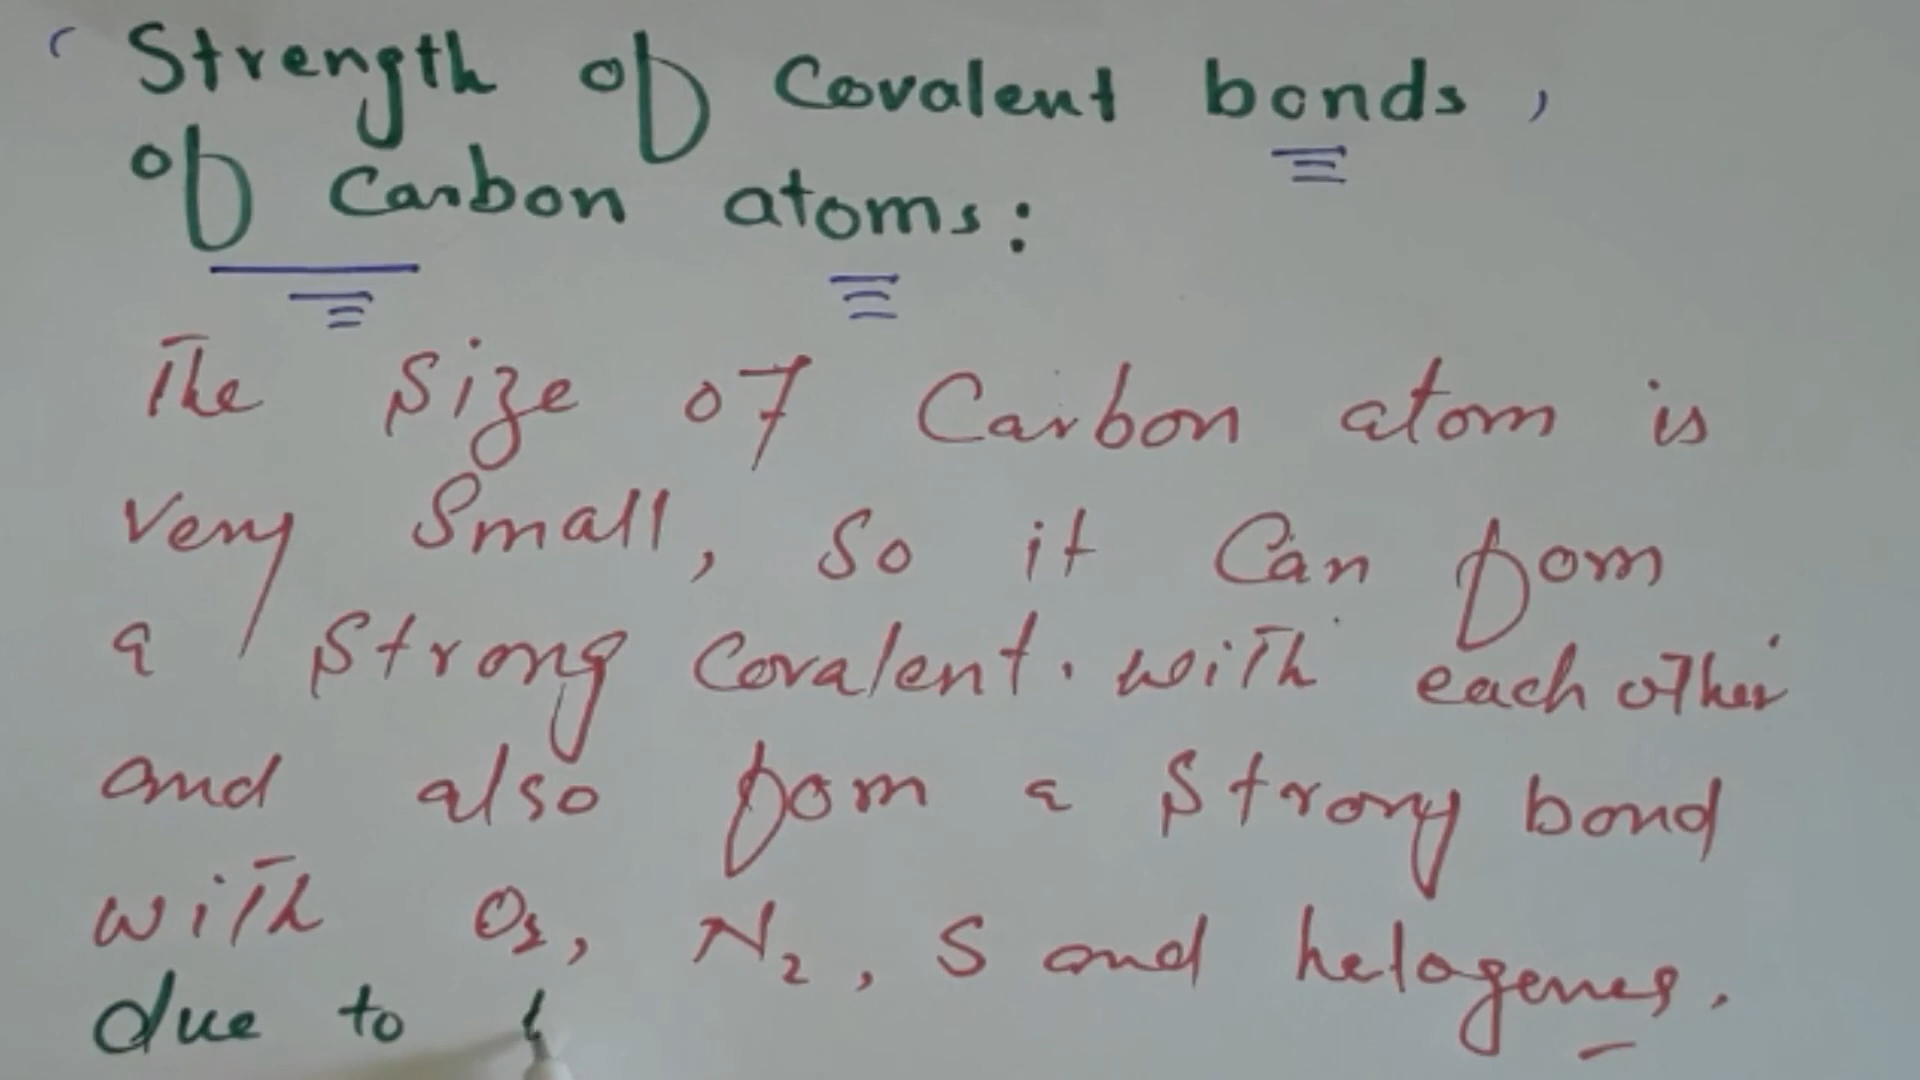 ‘ Strength of Covalent bonds ,
of Carbon atoms :
The Size of Carbon atom is
very Small, So it Can form
a Strong Covalent. with each other
and also form a Strong bond
with O2, N2, S and helogenes.
due to